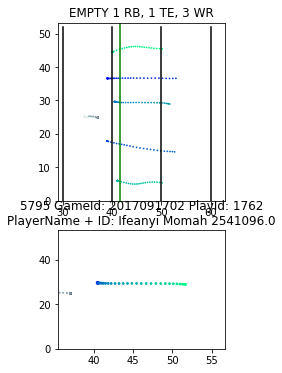 EMPTY 1 RB, 1 TE, 3 WR
50
40
30
20
10
0
30 40 50 60
5795 GameId: 2017091702 PlayId: 1762
PlayerName + ID: Ifeanyi Momah 2541096.0
40
20
0
40 45 50 55